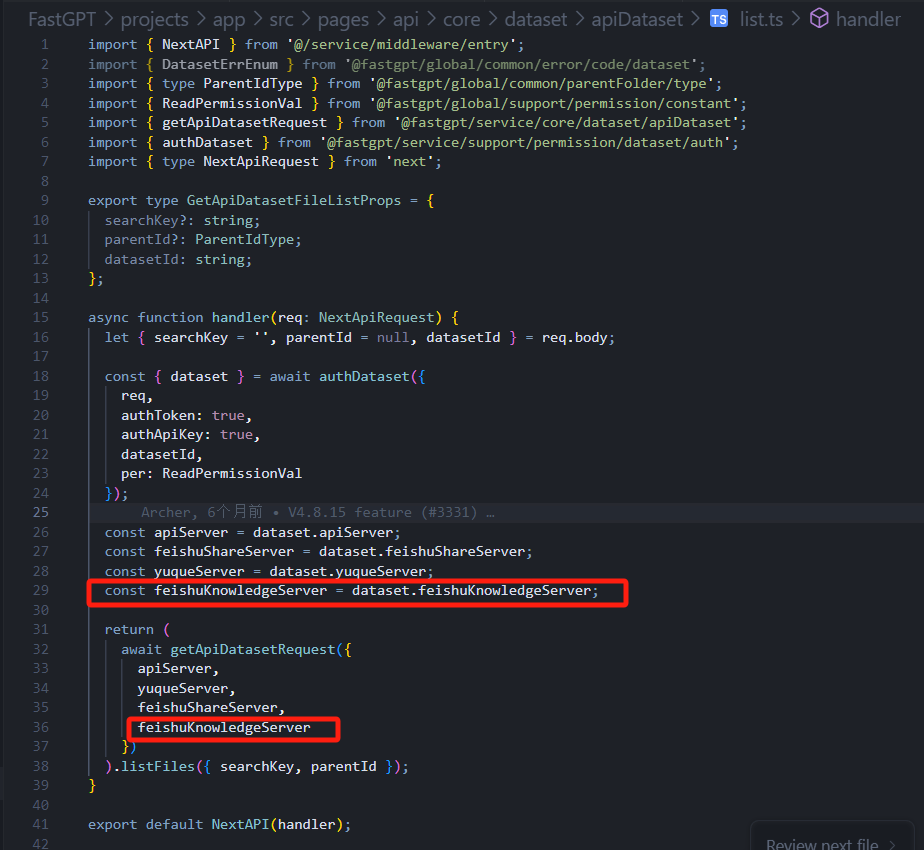 FastGPT > projects > app > src > pages > api > core > dataset > apiDataset > TS list.ts > handler
1 import { NextAPI } from '@/service/middleware/entry';
2 import { DatasetErrEnum } from '@fastgpt/global/common/error/code/dataset';
3 import { type ParentIdType } from '@fastgpt/global/common/parentFolder/type';
4 import { ReadPermissionVal } from '@fastgpt/global/support/permission/constant';
5 import { getApiDatasetRequest } from '@fastgpt/service/core/dataset/apiDataset';
6 import { authDataset } from '@fastgpt/service/support/permission/dataset/auth';
7 import { type NextApiRequest } from 'next';
8
9 export type GetApiDatasetFileListProps = {
10 searchKey?: string;
11 parentId?: ParentIdType;
12 datasetId: string;
13 };
14
15 async function handler(req: NextApiRequest) {
16 let { searchKey = '', parentId = null, datasetId } = req.body;
17
18 const { dataset } = await authDataset({
19 req,
20 authToken: true,
21 authApiKey: true,
22 datasetId,
23 per: ReadPermissionVal
24 });
25 Archer, 6个月前 • V4.8.15 feature (#3331) …
26 const apiServer = dataset.apiServer;
27 const feishuShareServer = dataset.feishuShareServer;
28 const yuqueServer = dataset.yuqueServer;
29 const feishuKnowledgeServer = dataset.feishuKnowledgeServer;
30
31 return (
32 await getApiDatasetRequest({
33 apiServer,
34 yuqueServer,
35 feishuShareServer,
36 feishuKnowledgeServer
37 })
38 ).listFiles({ searchKey, parentId });
39 }
40
41 export default NextAPI(handler);
42
Review next file >